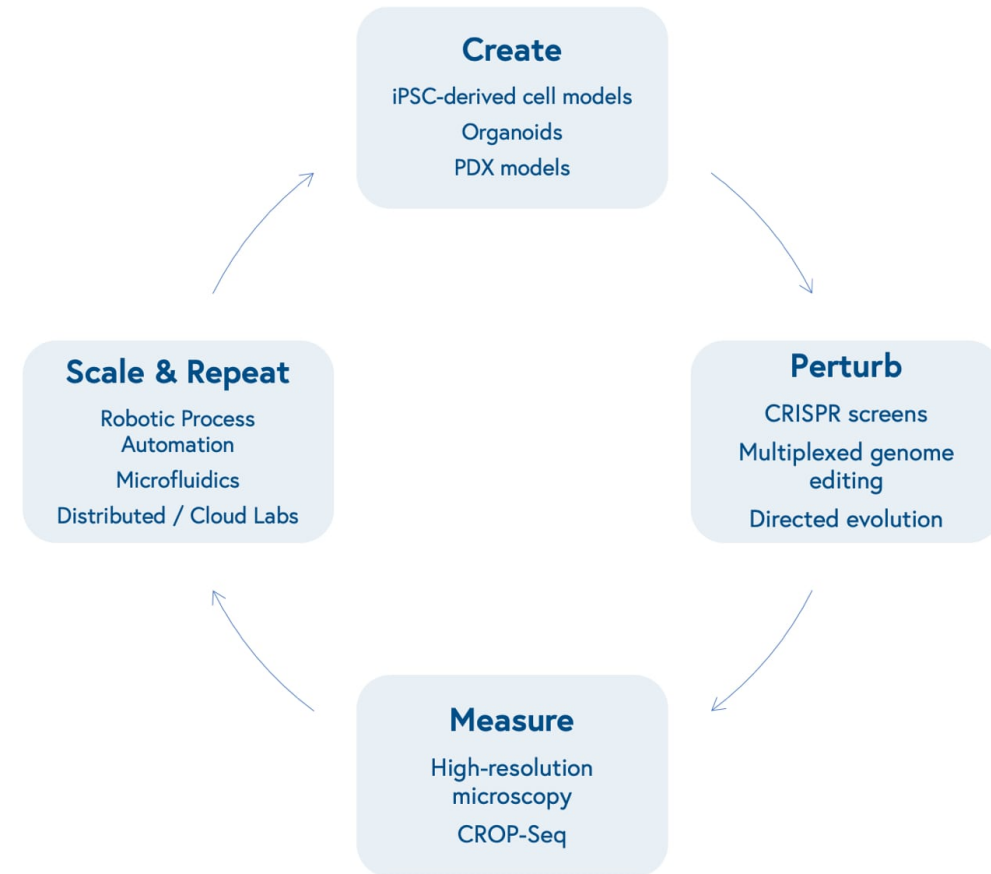 Create
iPSC-derived cell models
Organoids
PDX models
Scale & Repeat
Robotic Process
Automation
Microfluidics
Distributed / Cloud Labs
Perturb
CRISPR screens
Multiplexed genome
editing
Directed evolution
Measure
High-resolution
microscopy
CROP-Seq